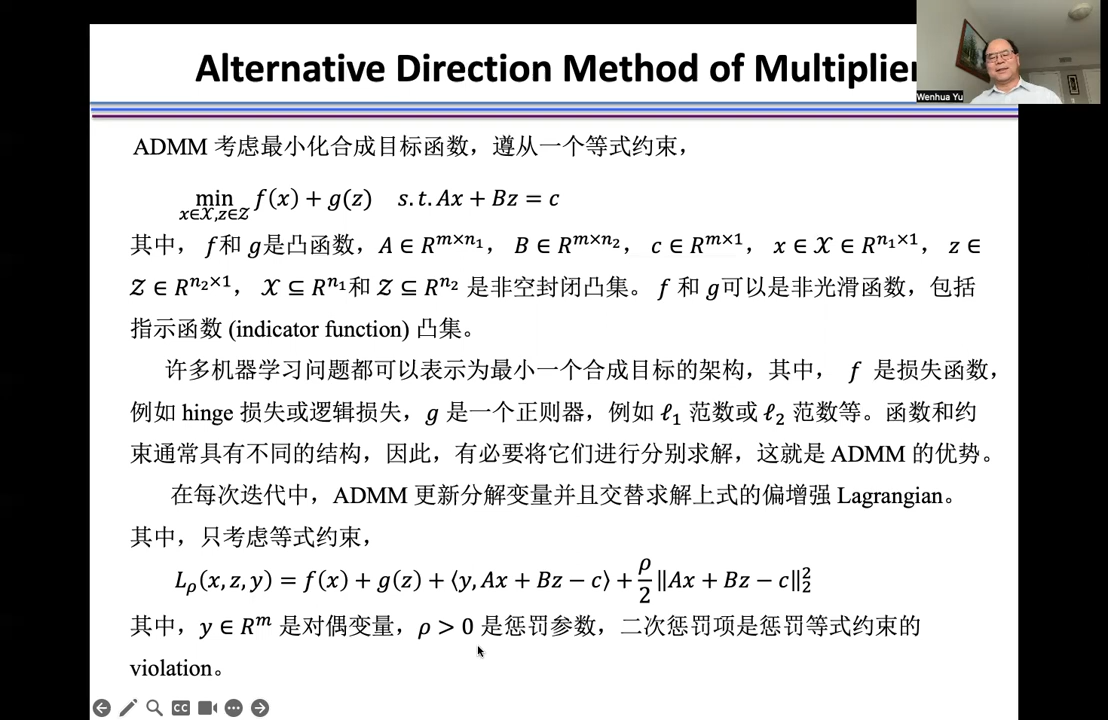 Alternative Direction Method of Multiplier
Wenhua Yu
ADMM 考虑最小化合成目标函数，遵从一个等式约束，
min f(x) + g(z) s.t. Ax + Bz = c
x∈𝒳,z∈𝒵
其中， f和 g是凸函数，A ∈ R^{m×n₁}， B ∈ R^{m×n₂}， c ∈ R^{m×1}， x ∈ 𝒳 ∈ R^{n₁×1}， z ∈
𝒵 ∈ R^{n₂×1}， 𝒳 ⊆ R^{n₁}和 𝒵 ⊆ R^{n₂} 是非空封闭凸集。 f 和 g可以是非光滑函数，包括
指示函数 (indicator function) 凸集。
许多机器学习问题都可以表示为最小一个合成目标的架构，其中， f 是损失函数，
例如 hinge 损失或逻辑损失，g 是一个正则器，例如 ℓ₁ 范数或 ℓ₂ 范数等。函数和约
束通常具有不同的结构，因此，有必要将它们进行分别求解，这就是 ADMM 的优势。
在每次迭代中，ADMM 更新分解变量并且交替求解上式的偏增强 Lagrangian。
其中，只考虑等式约束，
L_ρ(x, z, y) = f(x) + g(z) + ⟨y, Ax + Bz − c⟩ + ρ/2 ‖Ax + Bz − c‖₂²
其中，y ∈ R^m 是对偶变量，ρ > 0 是惩罚参数，二次惩罚项是惩罚等式约束的
violation。
CC